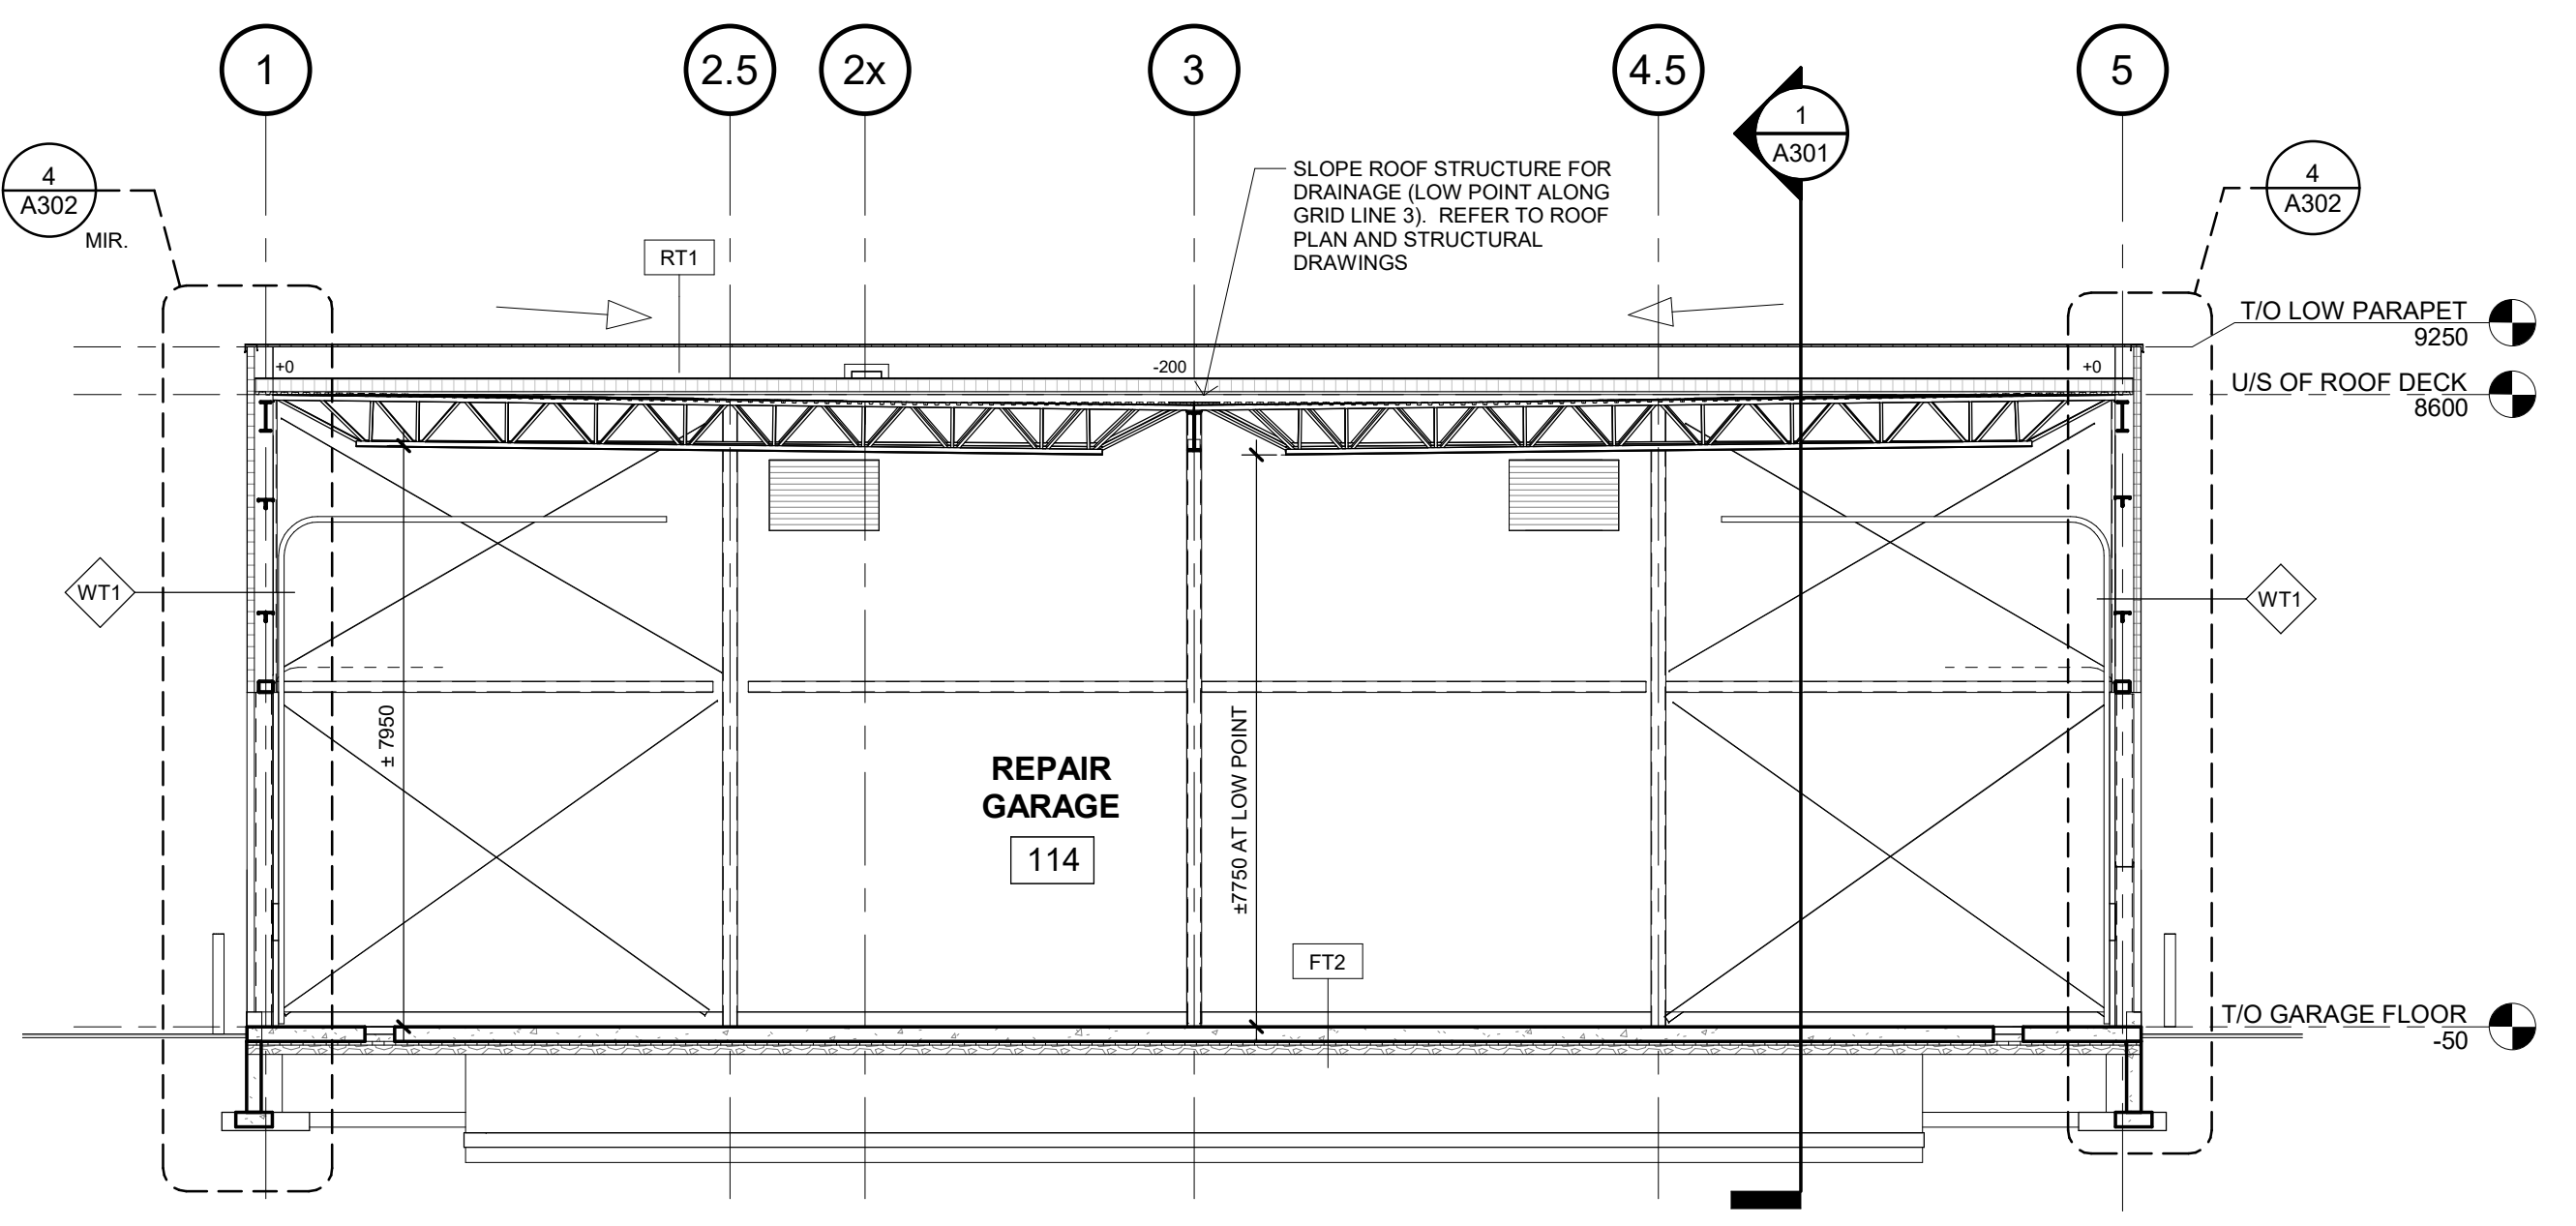 1
2.5
2x
3
4.5
5
1
A301
4
A302
MIR.
4
A302
SLOPE ROOF STRUCTURE FOR
DRAINAGE (LOW POINT ALONG
GRID LINE 3).  REFER TO ROOF
PLAN AND STRUCTURAL
DRAWINGS
RT1
T/O LOW PARAPET
9250
+0
-200
+0
U/S OF ROOF DECK
8600
WT1
WT1
± 7950
±7750 AT LOW POINT
REPAIR
GARAGE
114
FT2
T/O GARAGE FLOOR
-50